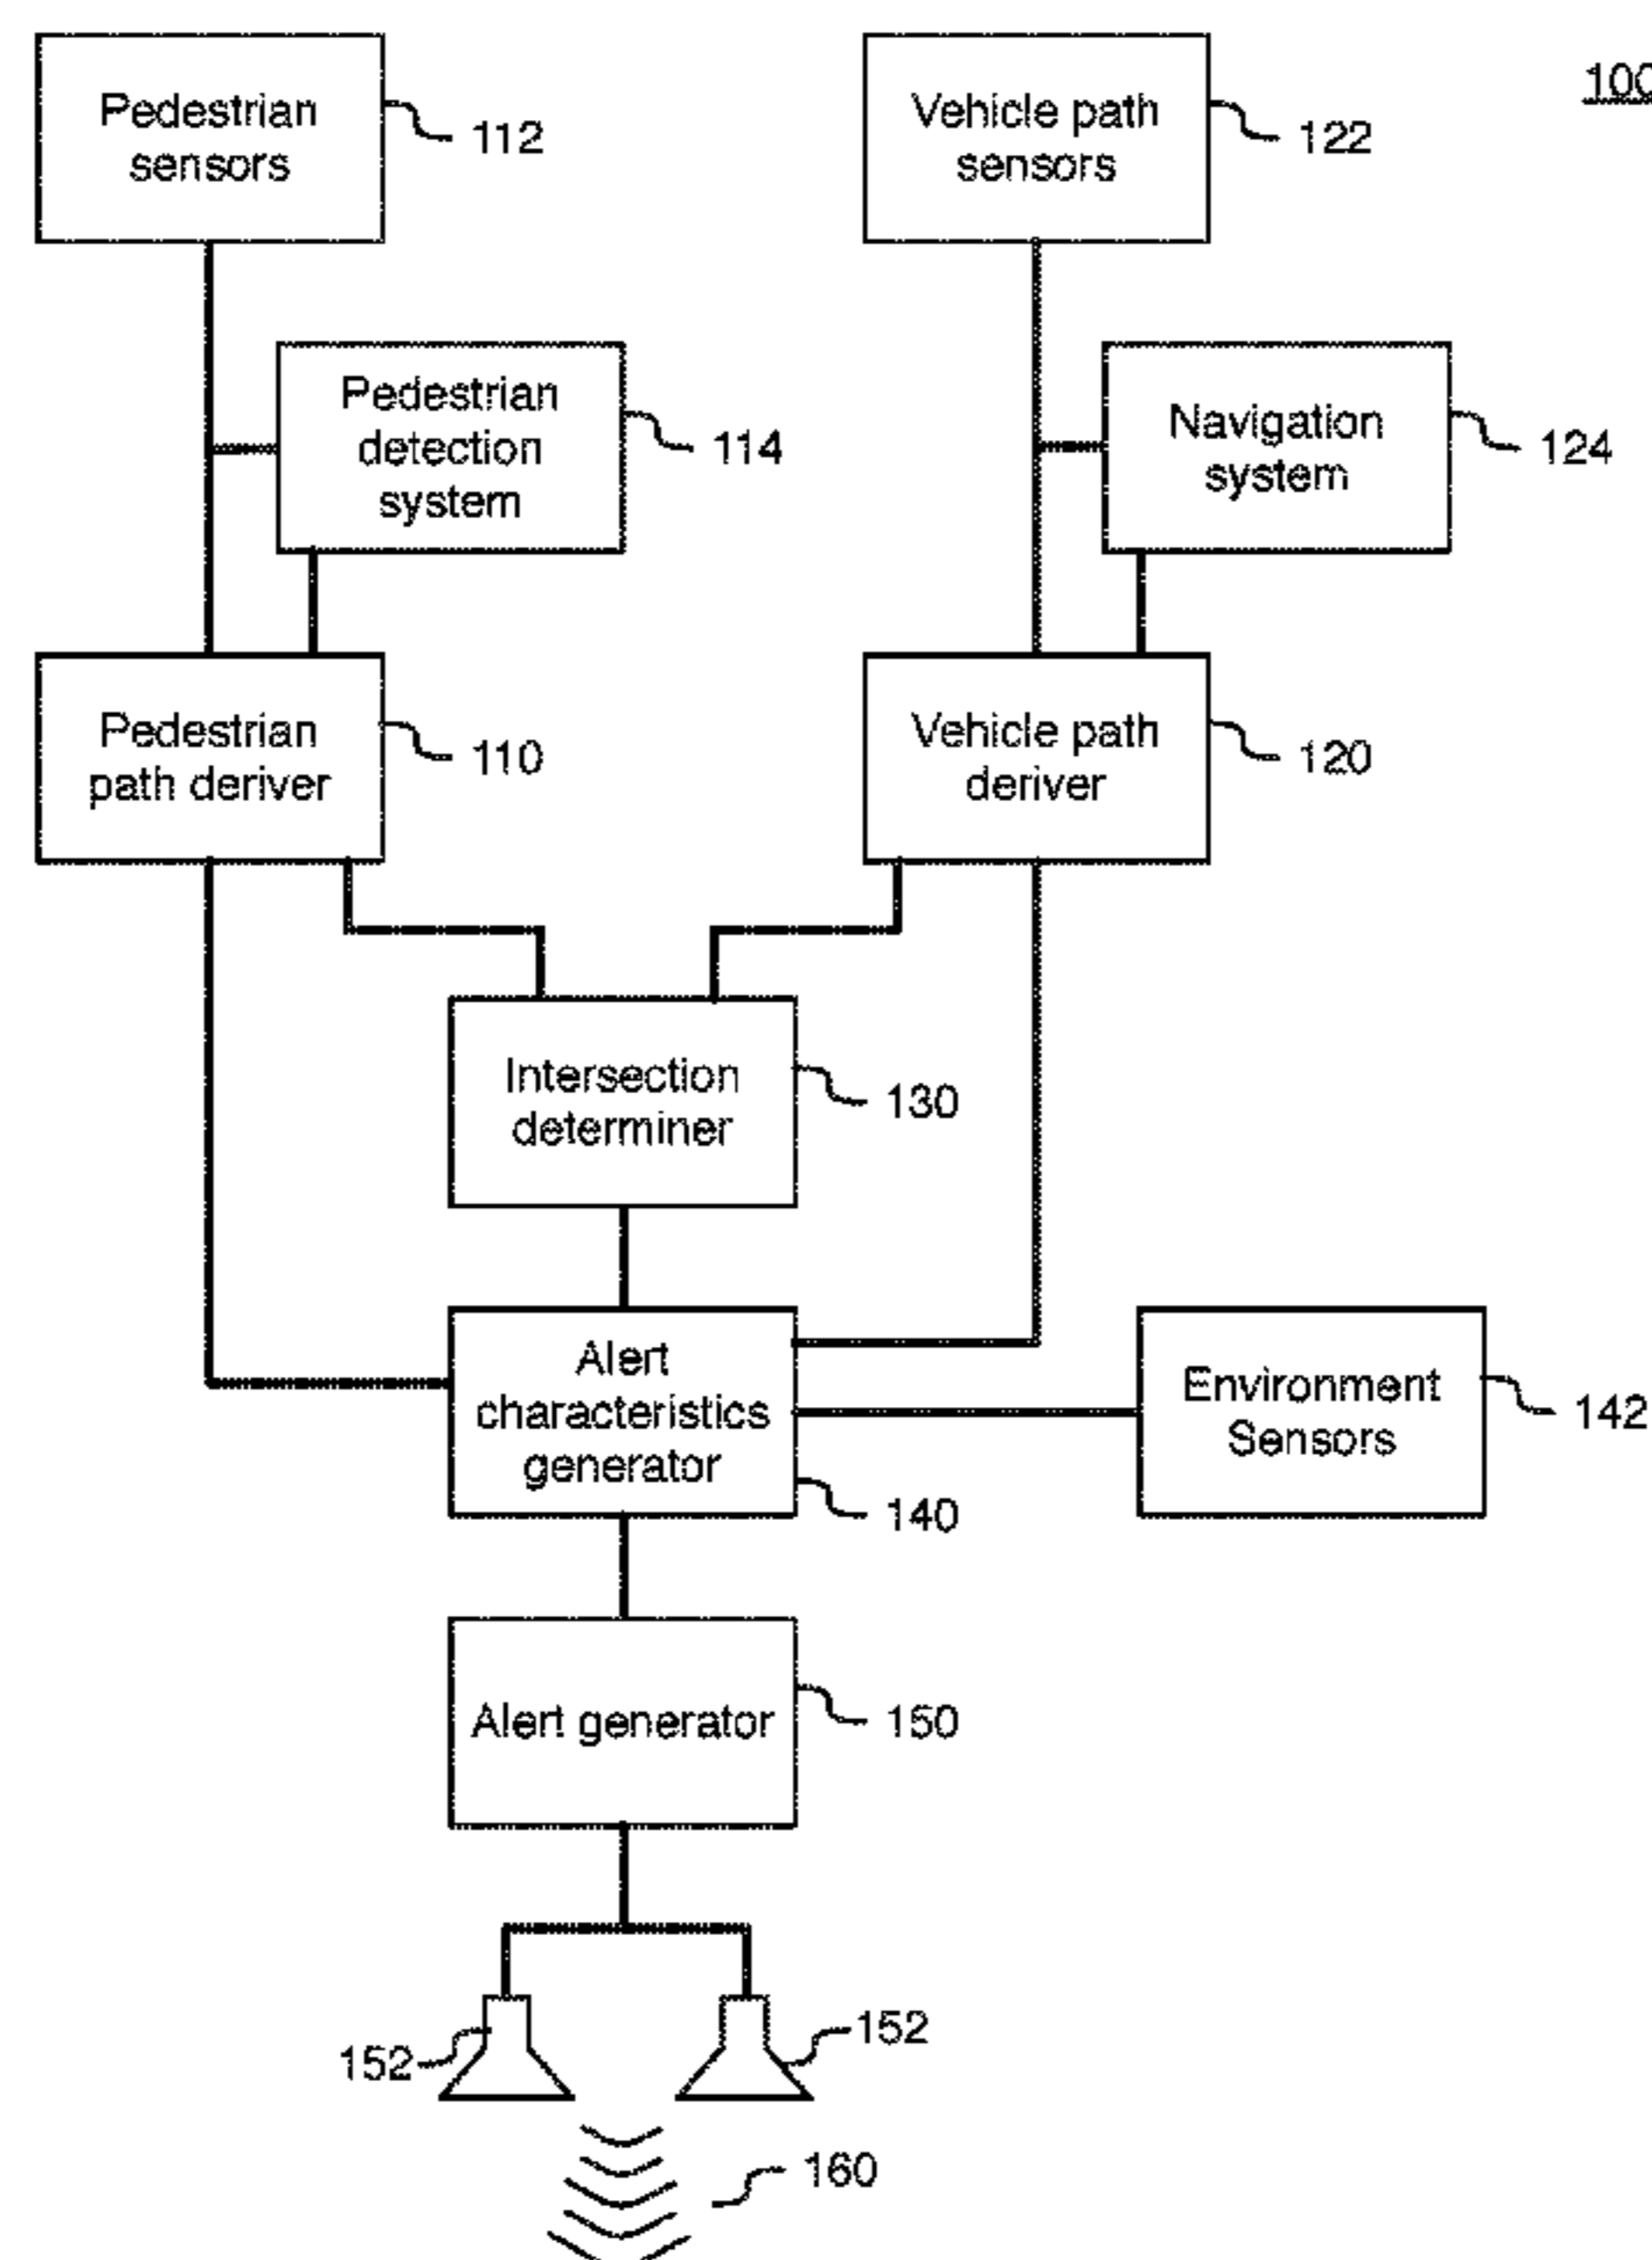 Pedestrian
sensors
112
Vehicle path
sensors
122
100
Pedestrian
detection
system
114
Navigation
system
124
Pedestrian
path deriver
110
Vehicle path
deriver
120
Intersection
determiner
130
Alert
characteristics
generator
140
Environment
Sensors
142
Alert generator
150
152
152
160